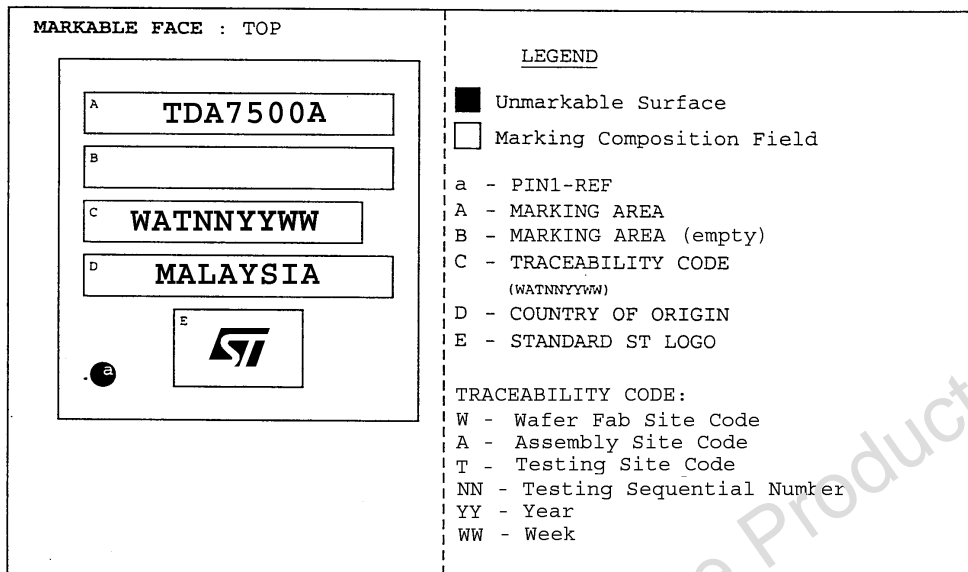 MARKABLE FACE : TOP
A TDA7500A
B
C WATNNYYWW
D MALAYSIA
E
ST
a
LEGEND
Unmarkable Surface
Marking Composition Field
a - PIN1-REF
A - MARKING AREA
B - MARKING AREA (empty)
C - TRACEABILITY CODE
(WATNNYYWW)
D - COUNTRY OF ORIGIN
E - STANDARD ST LOGO
TRACEABILITY CODE:
W - Wafer Fab Site Code
A - Assembly Site Code
T - Testing Site Code
NN - Testing Sequential Number
YY - Year
WW - Week
Product